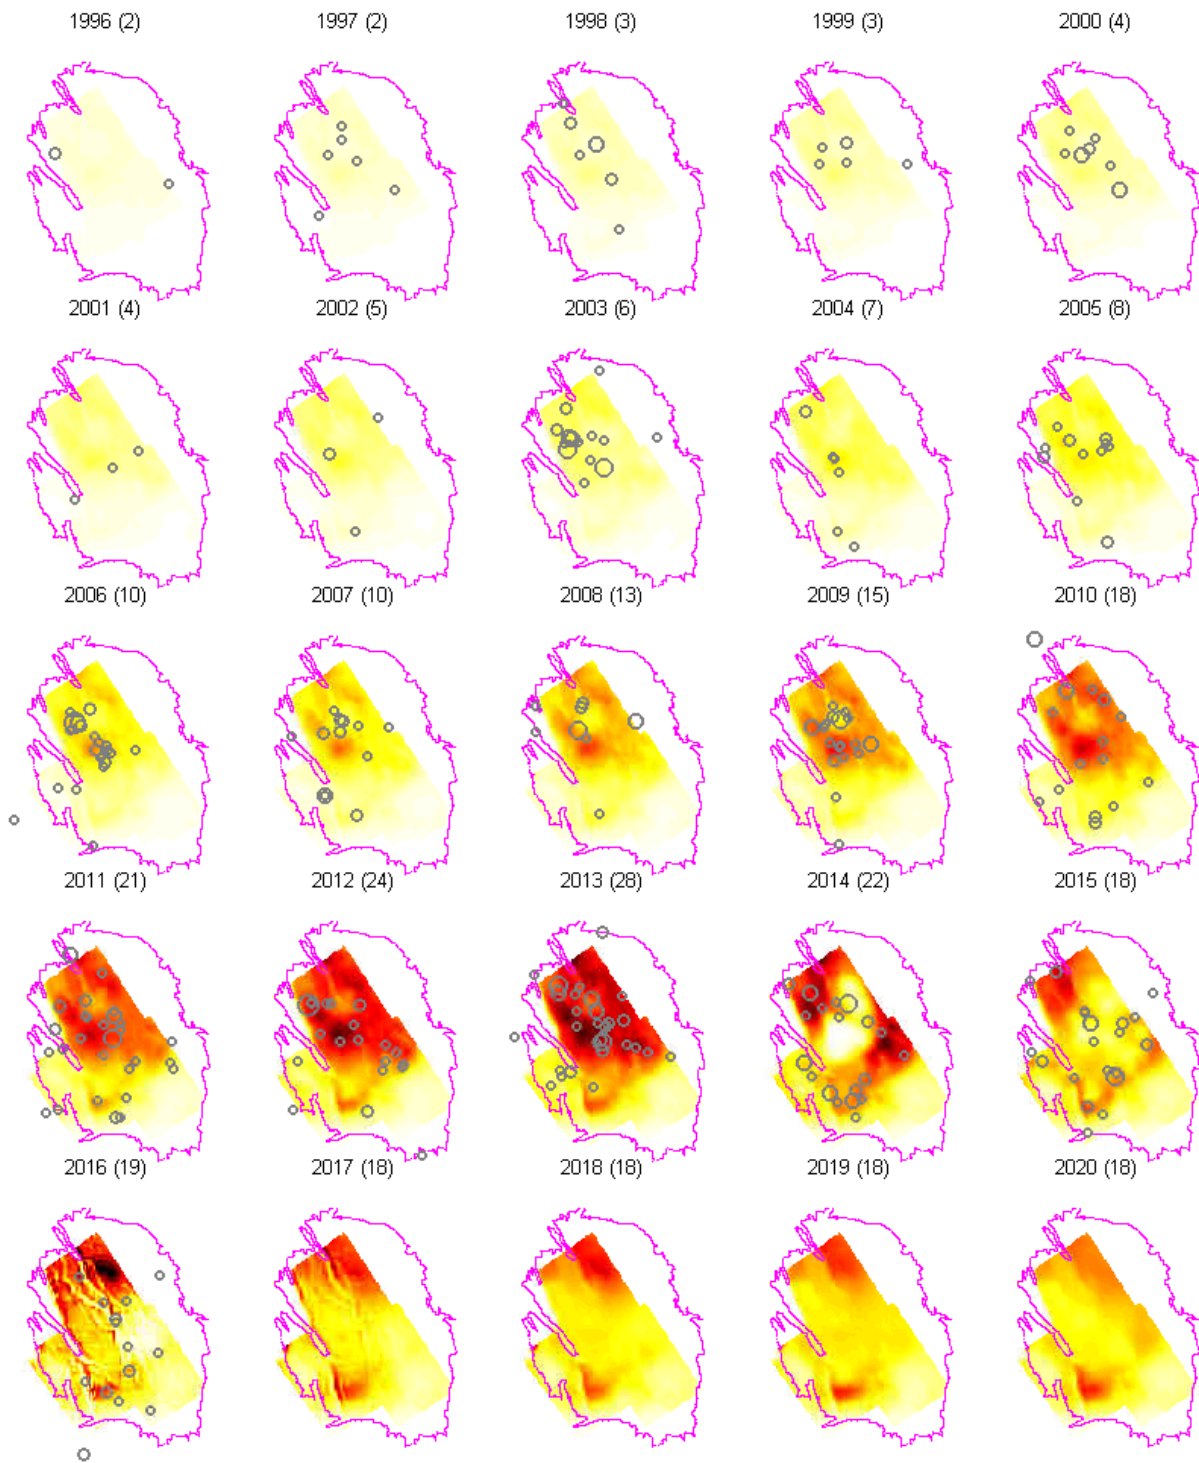 1996 (2) 1997 (2) 1998 (3) 1999 (3) 2000 (4)
2001 (4) 2002 (5) 2003 (6) 2004 (7) 2005 (8)
2006 (10) 2007 (10) 2008 (13) 2009 (15) 2010 (18)
2011 (21) 2012 (24) 2013 (28) 2014 (22) 2015 (18)
2016 (19) 2017 (18) 2018 (18) 2019 (18) 2020 (18)